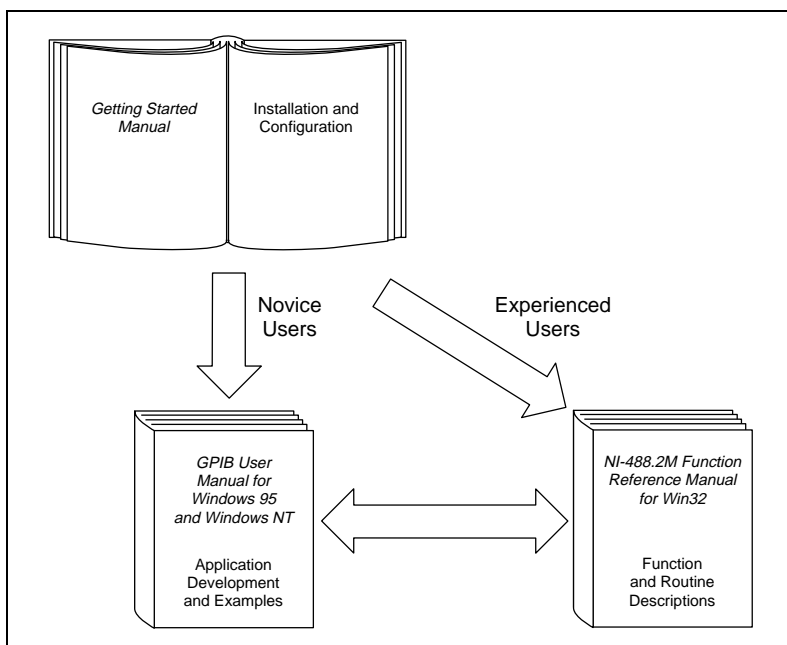 Getting Started
Manual
Installation and
Configuration
Novice
Users
Experienced
Users
GPIB User
Manual for
Windows 95
and Windows NT
Application
Development
and Examples
NI-488.2M Function
Reference Manual
for Win32
Function
and Routine
Descriptions